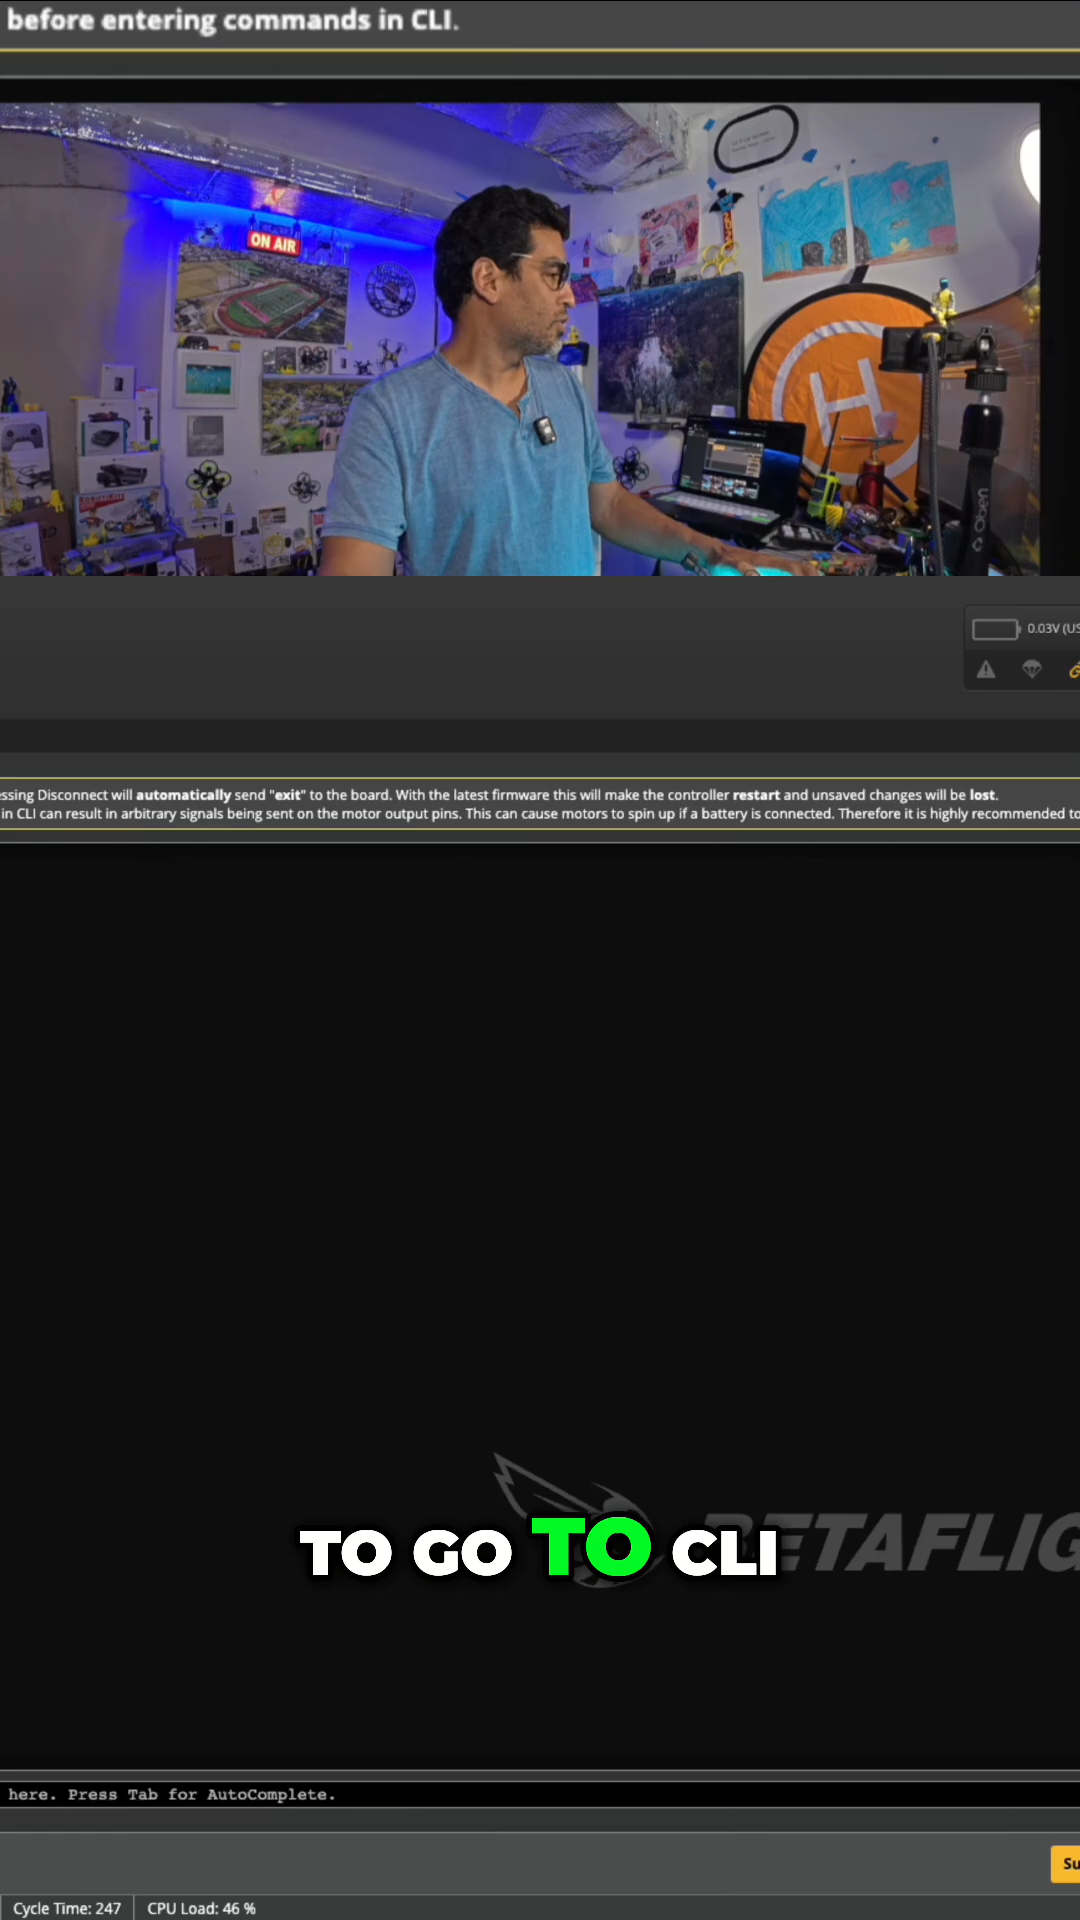 before entering commands in CLI.
ON AIR
Open
0.03V (US
ssing Disconnect will automatically send "exit" to the board. With the latest firmware this will make the controller restart and unsaved changes will be lost.
in CLI can result in arbitrary signals being sent on the motor output pins. This can cause motors to spin up if a battery is connected. Therefore it is highly recommended to
BETAFLIG
TO GO TO CLI
here. Press Tab for AutoComplete.
Su
Cycle Time: 247
CPU Load: 46 %